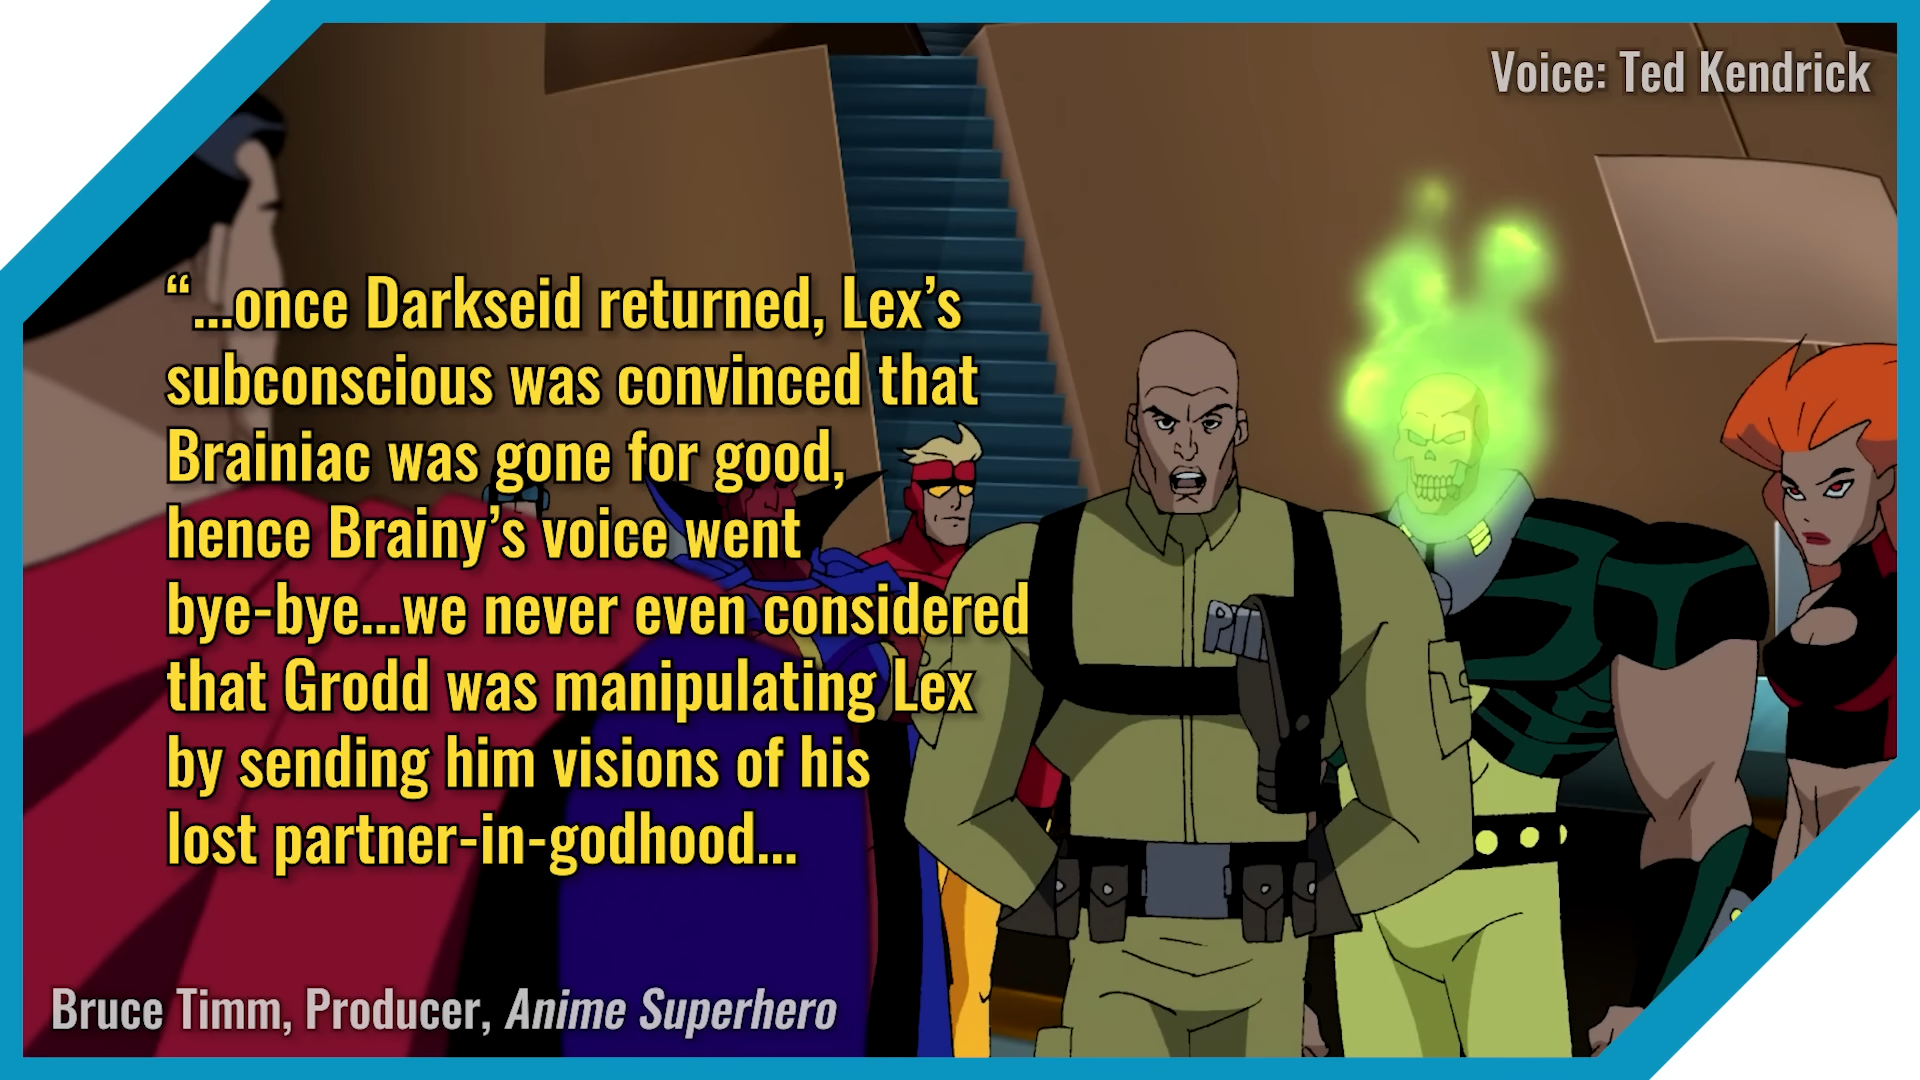 Voice: Ted Kendrick
“...once Darkseid returned, Lex’s
subconscious was convinced that
Brainiac was gone for good,
hence Brainy’s voice went
bye-bye...we never even considered
that Grodd was manipulating Lex
by sending him visions of his
lost partner-in-godhood...
Bruce Timm, Producer, Anime Superhero